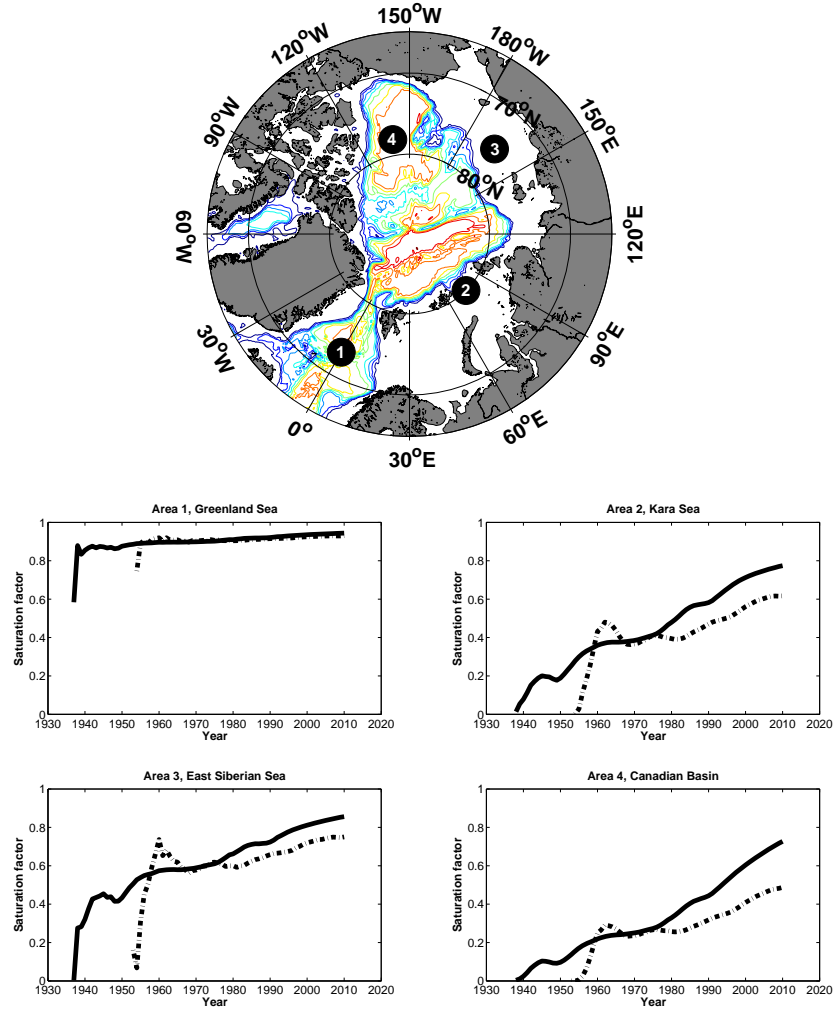 150°W
120°W
180°W
90°W
70°N
150°E
4
3
80°N
60°W
120°E
2
1
30°W
90°E
0°
60°E
30°E
Area 1, Greenland Sea
Saturation factor
1
0.8
0.6
0.4
0.2
0
1930 1940 1950 1960 1970 1980 1990 2000 2010 2020
Year
Area 2, Kara Sea
Saturation factor
1
0.8
0.6
0.4
0.2
0
1930 1940 1950 1960 1970 1980 1990 2000 2010 2020
Year
Area 3, East Siberian Sea
Saturation factor
1
0.8
0.6
0.4
0.2
0
1930 1940 1950 1960 1970 1980 1990 2000 2010 2020
Year
Area 4, Canadian Basin
Saturation factor
1
0.8
0.6
0.4
0.2
0
1930 1940 1950 1960 1970 1980 1990 2000 2010 2020
Year